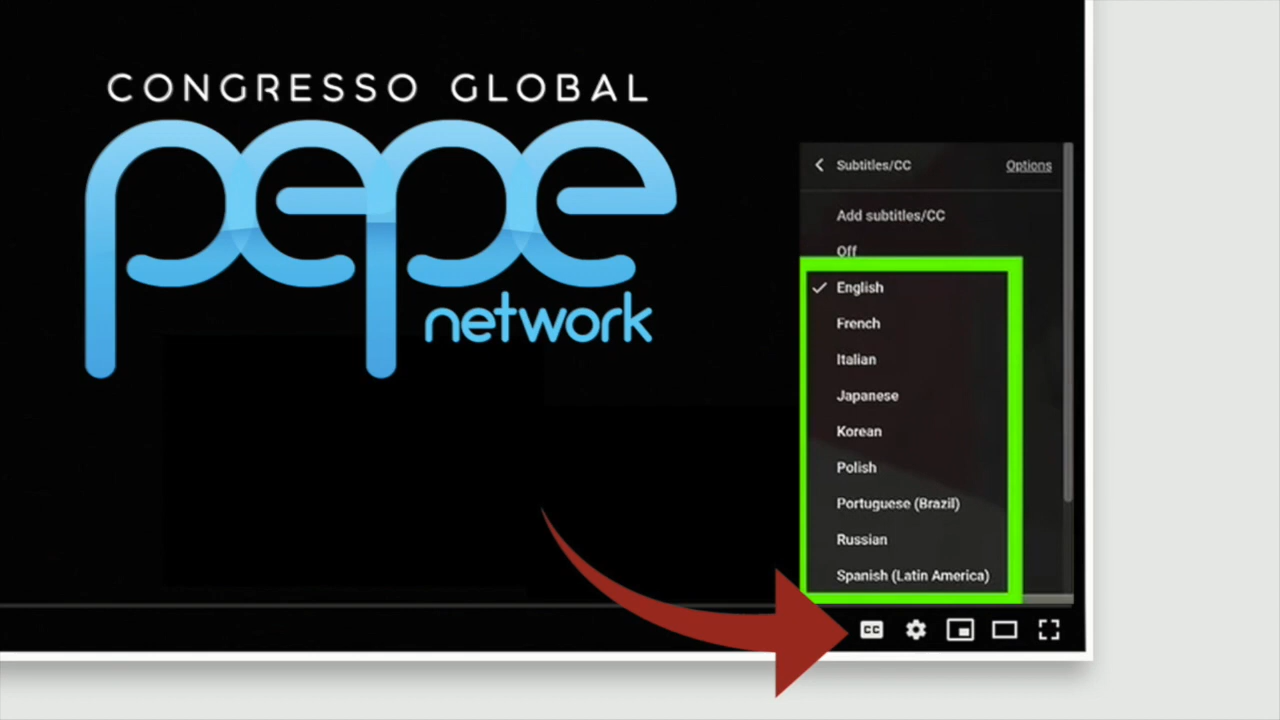 CONGRESSO GLOBAL
pepe
network
Subtitles/CC Options
Add subtitles/CC
Off
English
French
Italian
Japanese
Korean
Polish
Portuguese (Brazil)
Russian
Spanish (Latin America)
CC